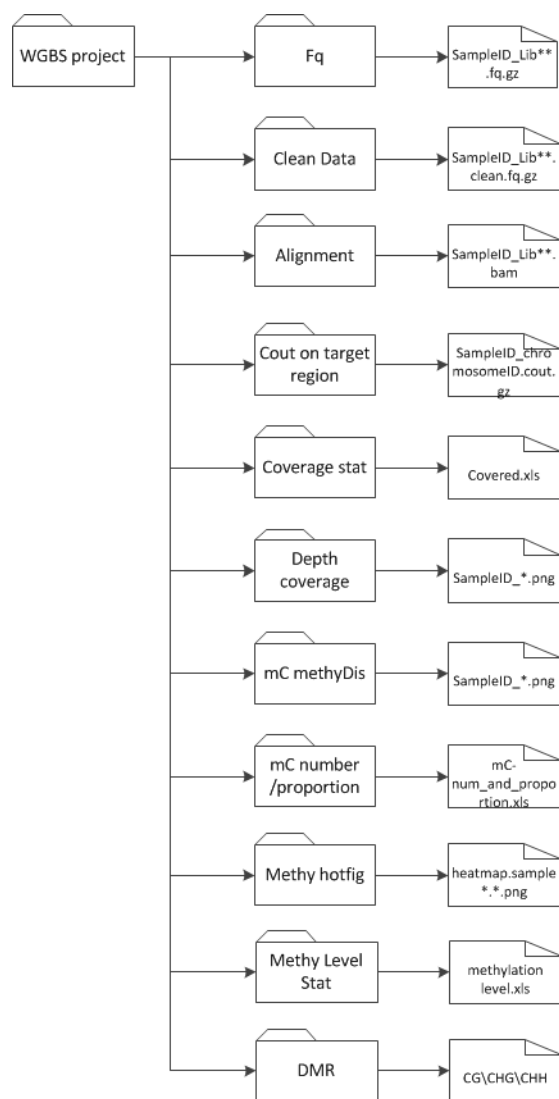 WGBS project
Fq
SampleID_Lib**
.fq.gz
Clean Data
SampleID_Lib**.
clean.fq.gz
Alignment
SampleID_Lib**.
bam
Cout on target
region
SampleID_chro
mosomeID.cout.
gz
Coverage stat
Covered.xls
Depth
coverage
SampleID_*.png
mC methyDis
SampleID_*.png
mC number
/proportion
mC-
num_and_propo
rtion.xls
Methy hotfig
heatmap.sample
*.*.png
Methy Level
Stat
methylation
level.xls
DMR
CG\CHG\CHH